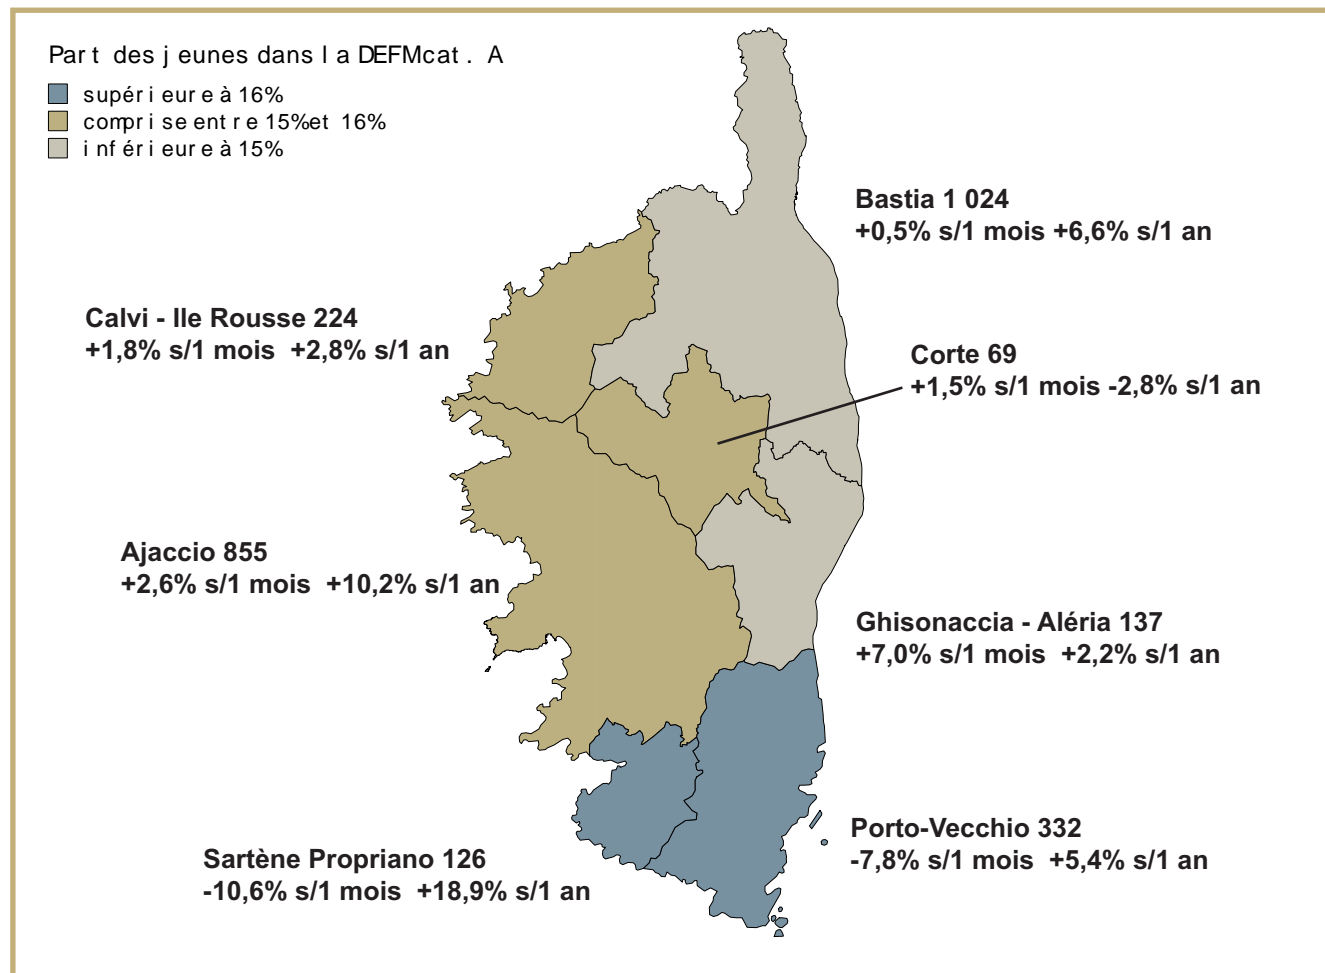 Part des jeunes dans la DEFM cat. A
supérieure à 16%
comprise entre 15% et 16%
inférieure à 15%
Bastia 1 024
+0,5% s/1 mois +6,6% s/1 an
Calvi - Ile Rousse 224
+1,8% s/1 mois +2,8% s/1 an
Corte 69
+1,5% s/1 mois -2,8% s/1 an
Ajaccio 855
+2,6% s/1 mois +10,2% s/1 an
Ghisonaccia - Aléria 137
+7,0% s/1 mois +2,2% s/1 an
Porto-Vecchio 332
-7,8% s/1 mois +5,4% s/1 an
Sartène Propriano 126
-10,6% s/1 mois +18,9% s/1 an